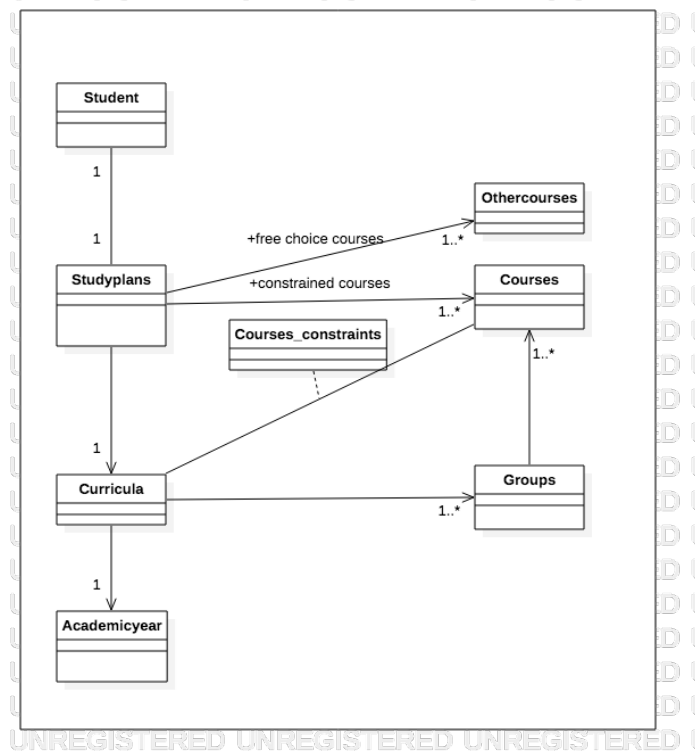 Student
1
1
Othercourses
+free choice courses
1..*
Studyplans
+constrained courses
Courses
1..*
Courses_constraints
1..*
1
Curricula
Groups
1..*
1
Academicyear
UNREGISTERED UNREGISTERED UNREGISTERED